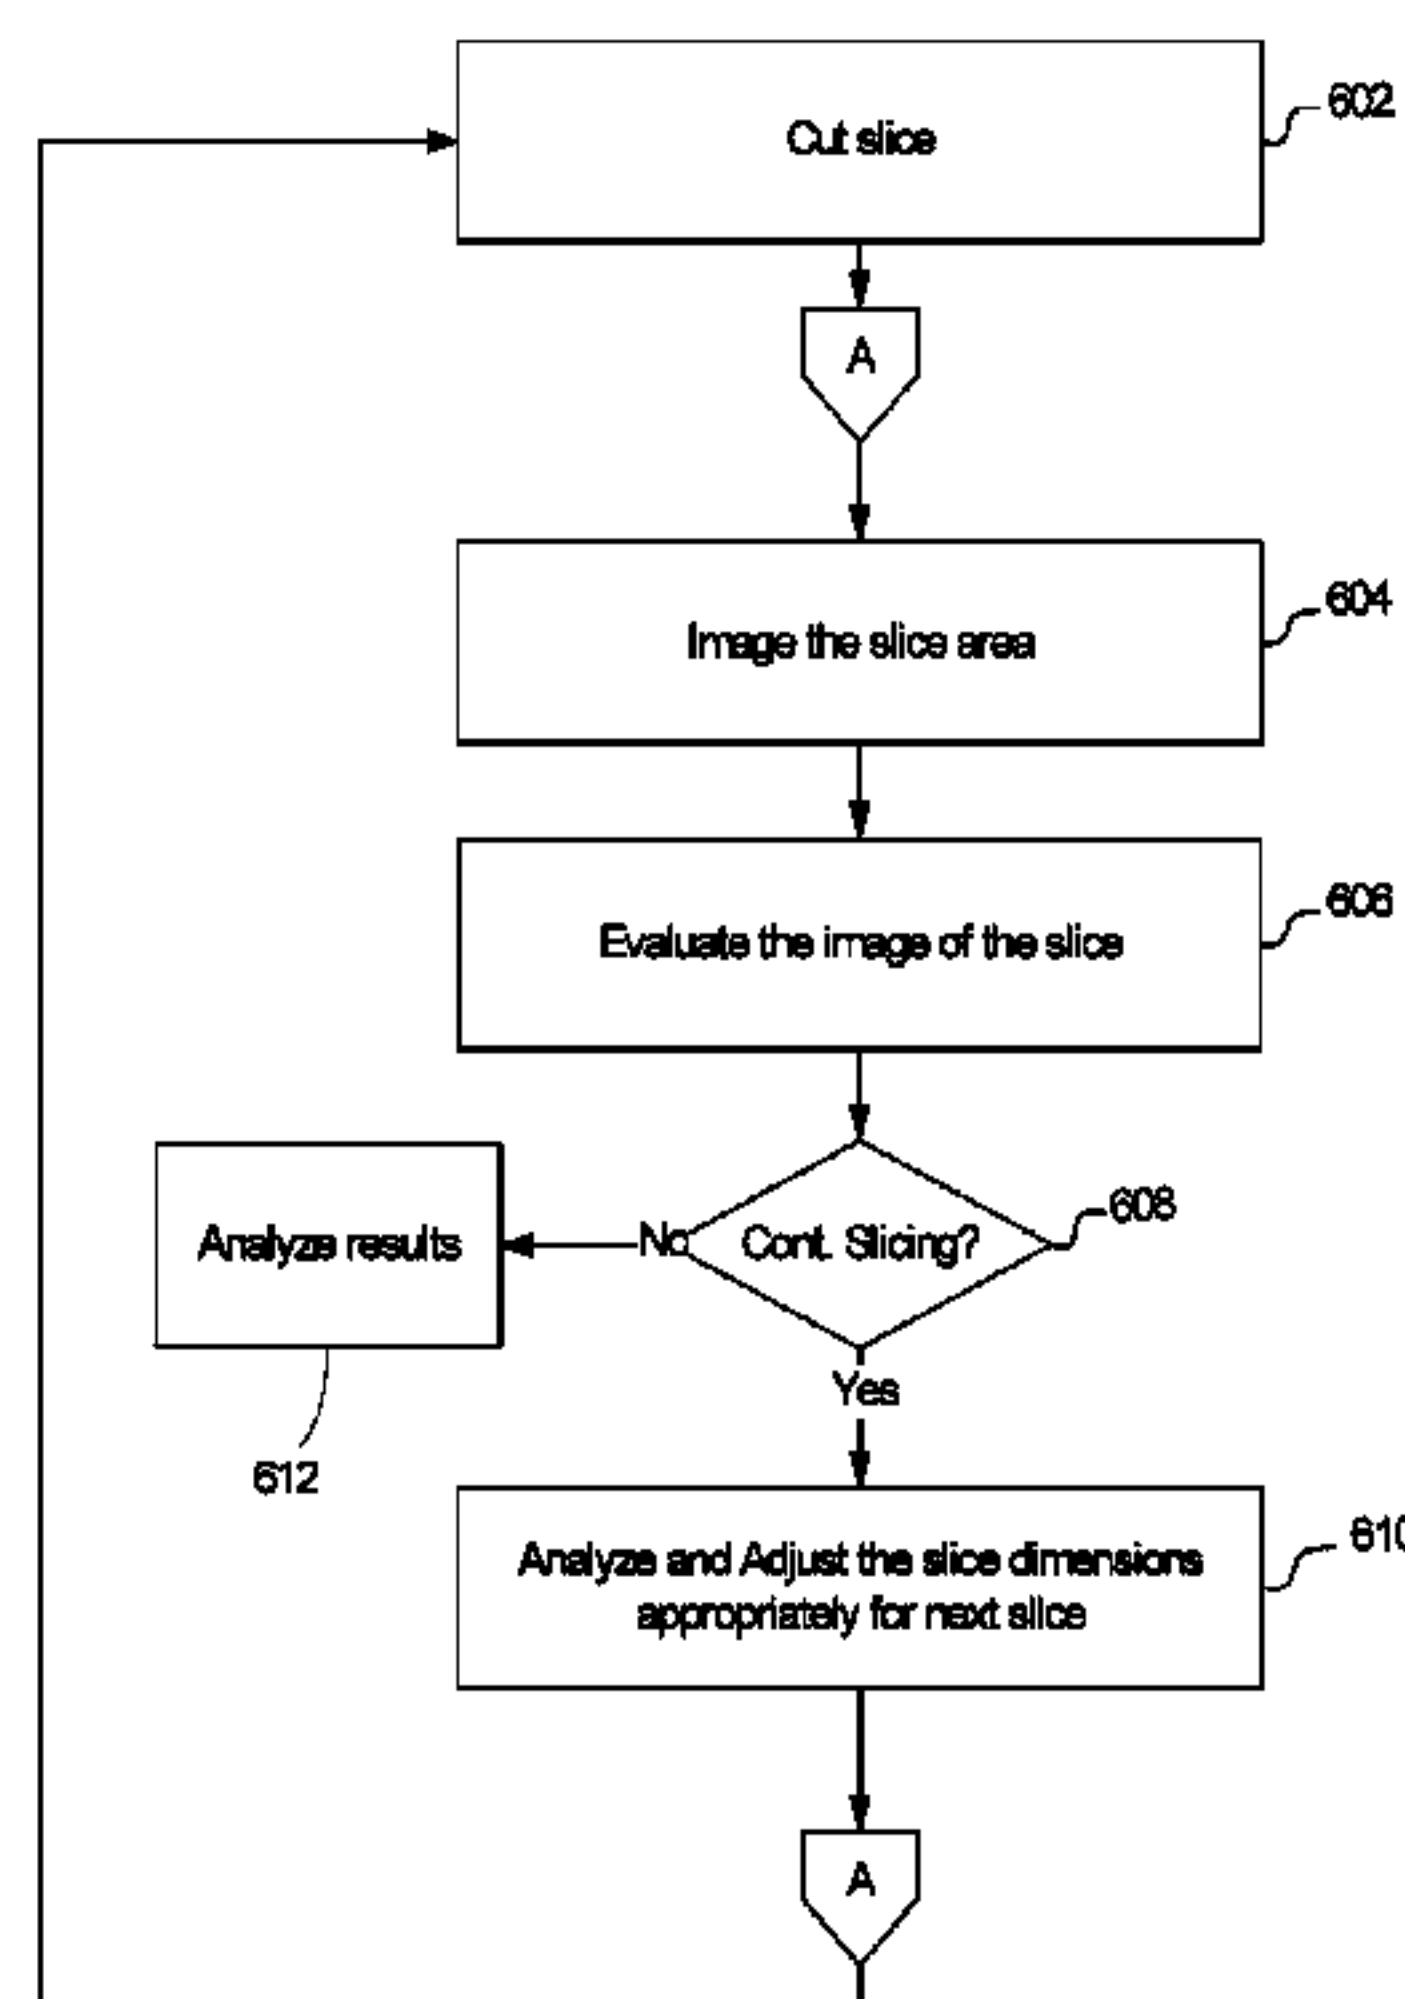 Cut slice
602
A
Image the slice area
604
Evaluate the image of the slice
606
Analyze results
No
Cont. Slicing?
608
Yes
612
Analyze and Adjust the slice dimensions
appropriately for next slice
610
A